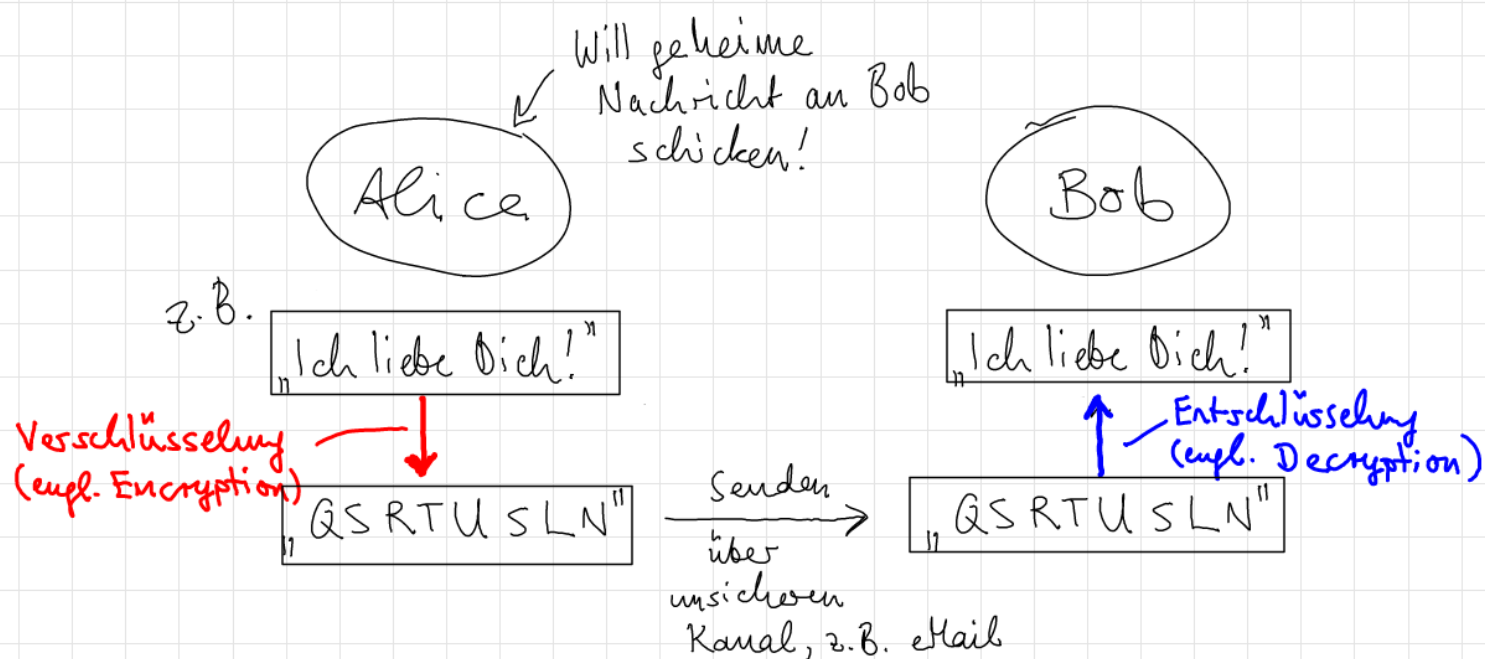 Will geheime
Nachricht an Bob
schicken!
Alice
Bob
z.B.
„Ich liebe Dich!"
„Ich liebe Dich!"
Verschlüsselung
(engl. Encryption)
Entschlüsselung
(engl. Decryption)
„QSRTUSLN"
Senden
über
unsicheren
Kanal, z.B. eMail
„QSRTUSLN"